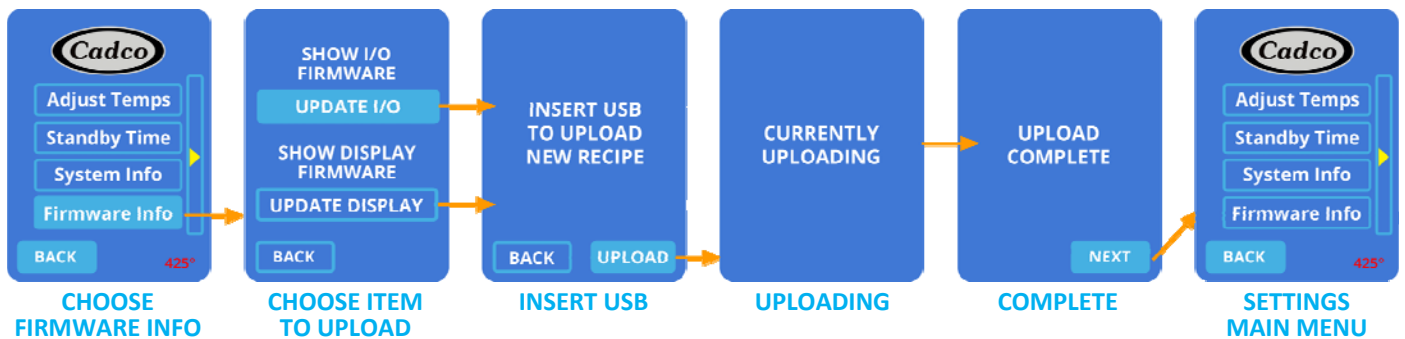 Cadco
Adjust Temps
Standby Time
System Info
Firmware Info
BACK
425°
CHOOSE
FIRMWARE INFO
SHOW I/O
FIRMWARE
UPDATE I/O
SHOW DISPLAY
FIRMWARE
UPDATE DISPLAY
BACK
CHOOSE ITEM
TO UPLOAD
INSERT USB
TO UPLOAD
NEW RECIPE
BACK UPLOAD
INSERT USB
CURRENTLY
UPLOADING
UPLOADING
UPLOAD
COMPLETE
NEXT
COMPLETE
Cadco
Adjust Temps
Standby Time
System Info
Firmware Info
BACK
425°
SETTINGS
MAIN MENU